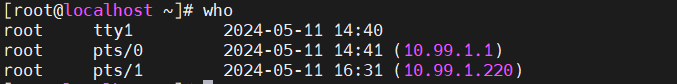 [root@localhost ~]# who
root     tty1         2024-05-11 14:40
root     pts/0        2024-05-11 14:41 (10.99.1.1)
root     pts/1        2024-05-11 16:31 (10.99.1.220)